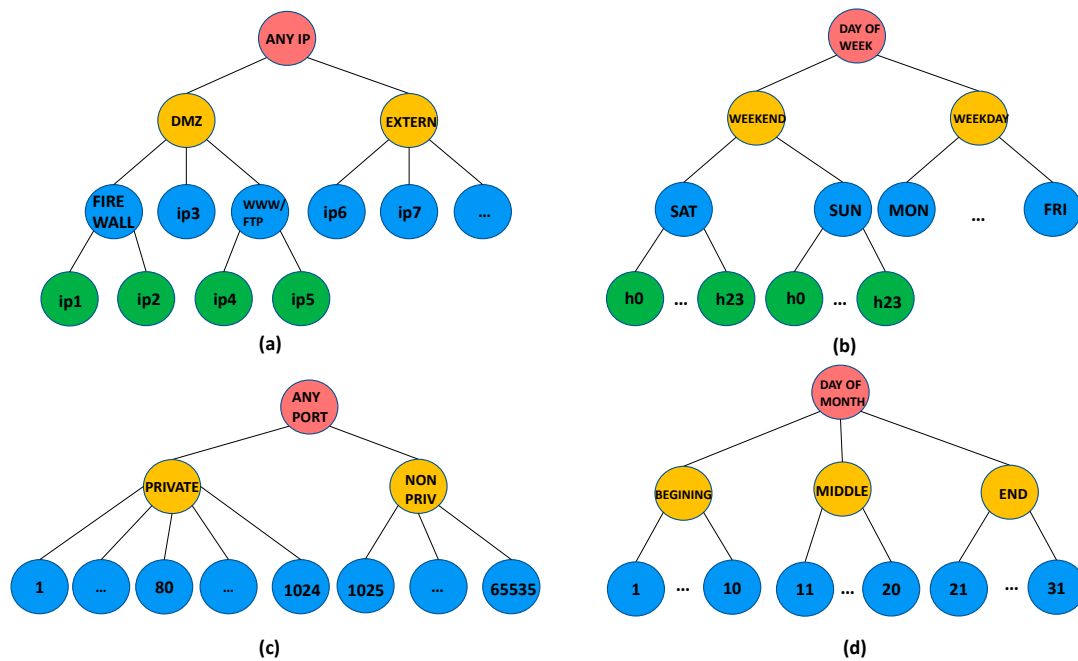 ANY IP
DMZ
EXTERN
FIRE
WALL
ip3
WWW/
FTP
ip6
ip7
...
ip1
ip2
ip4
ip5
(a)
DAY OF
WEEK
WEEKEND
WEEKDAY
SAT
SUN
MON
...
FRI
h0
...
h23
h0
...
h23
(b)
ANY
PORT
PRIVATE
NON
PRIV
1
...
80
...
1024
1025
...
65535
(c)
DAY OF
MONTH
BEGINING
MIDDLE
END
1
...
10
11
...
20
21
...
31
(d)